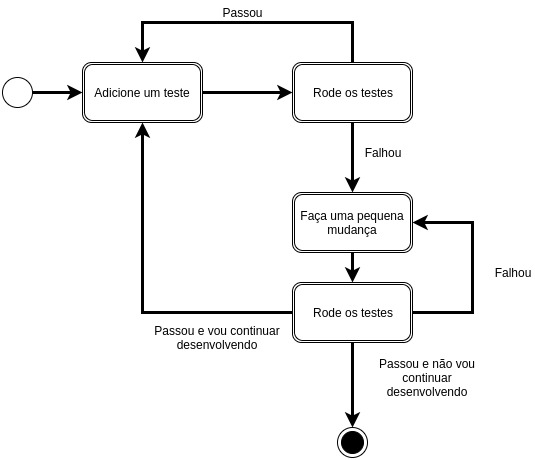 Passou
Adicione um teste
Rode os testes
Falhou
Faça uma pequena
mudança
Falhou
Rode os testes
Passou e vou continuar
desenvolvendo
Passou e não vou
continuar
desenvolvendo